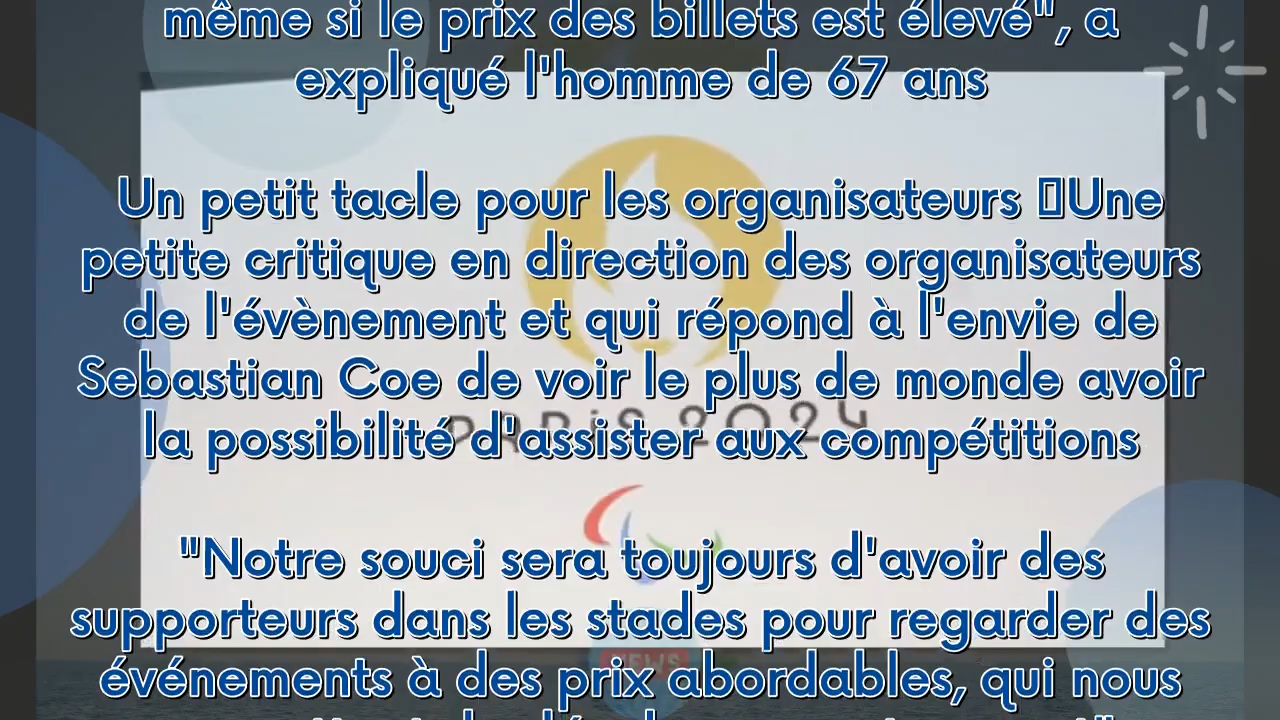 même si le prix des billets est élevé", a
expliqué l'homme de 67 ans
Un petit tacle pour les organisateurs Une
petite critique en direction des organisateurs
de l'évènement et qui répond à l'envie de
Sebastian Coe de voir le plus de monde avoir
la possibilité d'assister aux compétitions
PARIS 2024
"Notre souci sera toujours d'avoir des
supporteurs dans les stades pour regarder des
événements à des prix abordables, qui nous
NEWS